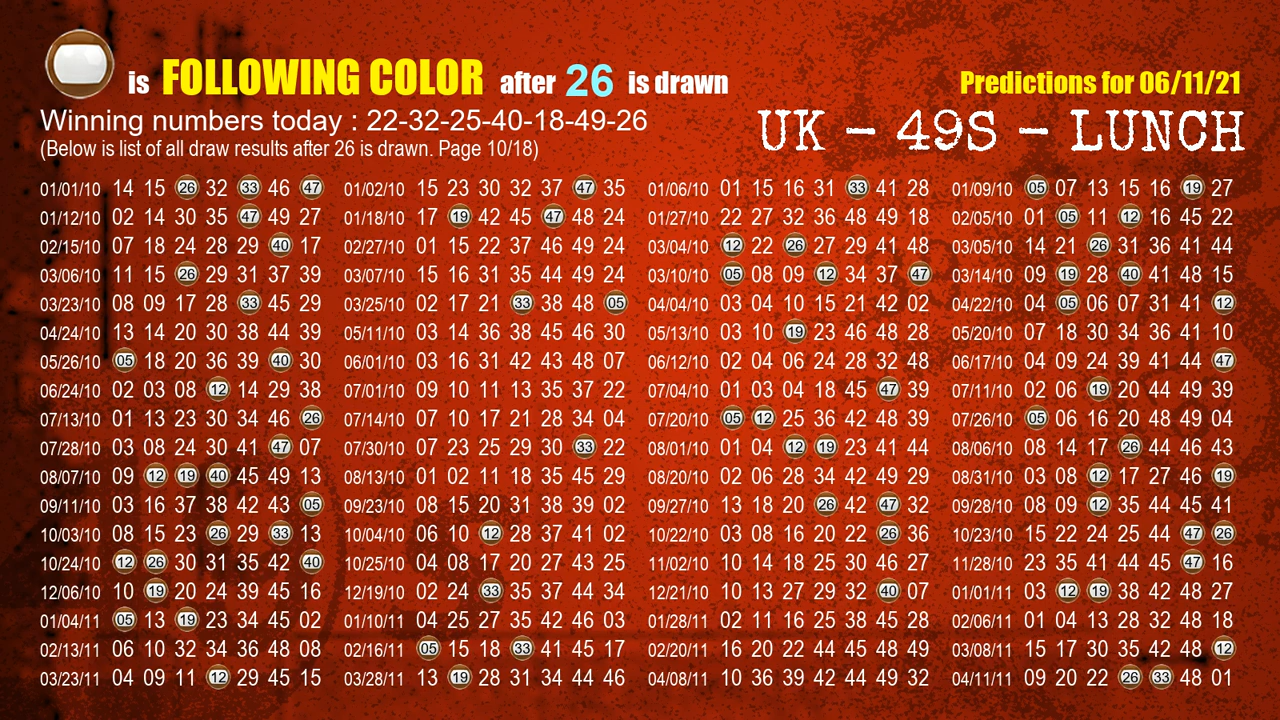 is FOLLOWING COLOR after 26 is drawn
Predictions for 06/11/21
Winning numbers today : 22-32-25-40-18-49-26
UK - 49S - LUNCH
(Below is list of all draw results after 26 is drawn. Page 10/18)
01/01/10 14 15 26 32 33 46 47 01/02/10 15 23 30 32 37 47 35 01/06/10 01 15 16 31 33 41 28 01/09/10 05 07 13 15 16 19 27
01/12/10 02 14 30 35 47 49 27 01/18/10 17 19 42 45 47 48 24 01/27/10 22 27 32 36 48 49 18 02/05/10 01 05 11 12 16 45 22
02/15/10 07 18 24 28 29 40 17 02/27/10 01 15 22 37 46 49 24 03/04/10 12 22 26 27 29 41 48 03/05/10 14 21 26 31 36 41 44
03/06/10 11 15 26 29 31 37 39 03/07/10 15 16 31 35 44 49 24 03/10/10 05 08 09 12 34 37 47 03/14/10 09 19 28 40 41 48 15
03/23/10 08 09 17 28 33 45 29 03/25/10 02 17 21 33 38 48 05 04/04/10 03 04 10 15 21 42 02 04/22/10 04 05 06 07 31 41 12
04/24/10 13 14 20 30 38 44 39 05/11/10 03 14 36 38 45 46 30 05/13/10 03 10 19 23 46 48 28 05/20/10 07 18 30 34 36 41 10
05/26/10 05 18 20 36 39 40 30 06/01/10 03 16 31 42 43 48 07 06/12/10 02 04 06 24 28 32 48 06/17/10 04 09 24 39 41 44 47
06/24/10 02 03 08 12 14 29 38 07/01/10 09 10 11 13 35 37 22 07/04/10 01 03 04 18 45 47 39 07/11/10 02 06 19 20 44 49 39
07/13/10 01 13 23 30 34 46 26 07/14/10 07 10 17 21 28 34 04 07/20/10 05 12 25 36 42 48 39 07/26/10 05 06 16 20 48 49 04
07/28/10 03 08 24 30 41 47 07 07/30/10 07 23 25 29 30 33 22 08/01/10 01 04 12 19 23 41 44 08/06/10 08 14 17 26 44 46 43
08/07/10 09 12 19 40 45 49 13 08/13/10 01 02 11 18 35 45 29 08/20/10 02 06 28 34 42 49 29 08/31/10 03 08 12 17 27 46 19
09/11/10 03 16 37 38 42 43 05 09/23/10 08 15 20 31 38 39 02 09/27/10 13 18 20 26 42 47 32 09/28/10 08 09 12 35 44 45 41
10/03/10 08 15 23 26 29 33 13 10/04/10 06 10 12 28 37 41 02 10/22/10 03 08 16 20 22 26 36 10/23/10 15 22 24 25 44 47 26
10/24/10 12 26 30 31 35 42 40 10/25/10 04 08 17 20 27 43 25 11/02/10 10 14 18 25 30 46 27 11/28/10 23 35 41 44 45 47 16
12/06/10 10 19 20 24 39 45 16 12/19/10 02 24 33 35 37 44 34 12/21/10 10 13 27 29 32 40 07 01/01/11 03 12 19 38 42 48 27
01/04/11 05 13 19 23 34 45 02 01/10/11 04 25 27 35 42 46 03 01/28/11 02 11 16 25 38 45 28 02/06/11 01 04 13 28 32 48 18
02/13/11 06 10 32 34 36 48 08 02/16/11 05 15 18 33 41 45 17 02/20/11 16 20 22 44 45 48 49 03/08/11 15 17 30 35 42 48 12
03/23/11 04 09 11 12 29 45 15 03/28/11 13 19 28 31 34 44 46 04/08/11 10 36 39 42 44 49 32 04/11/11 09 20 22 26 33 48 01